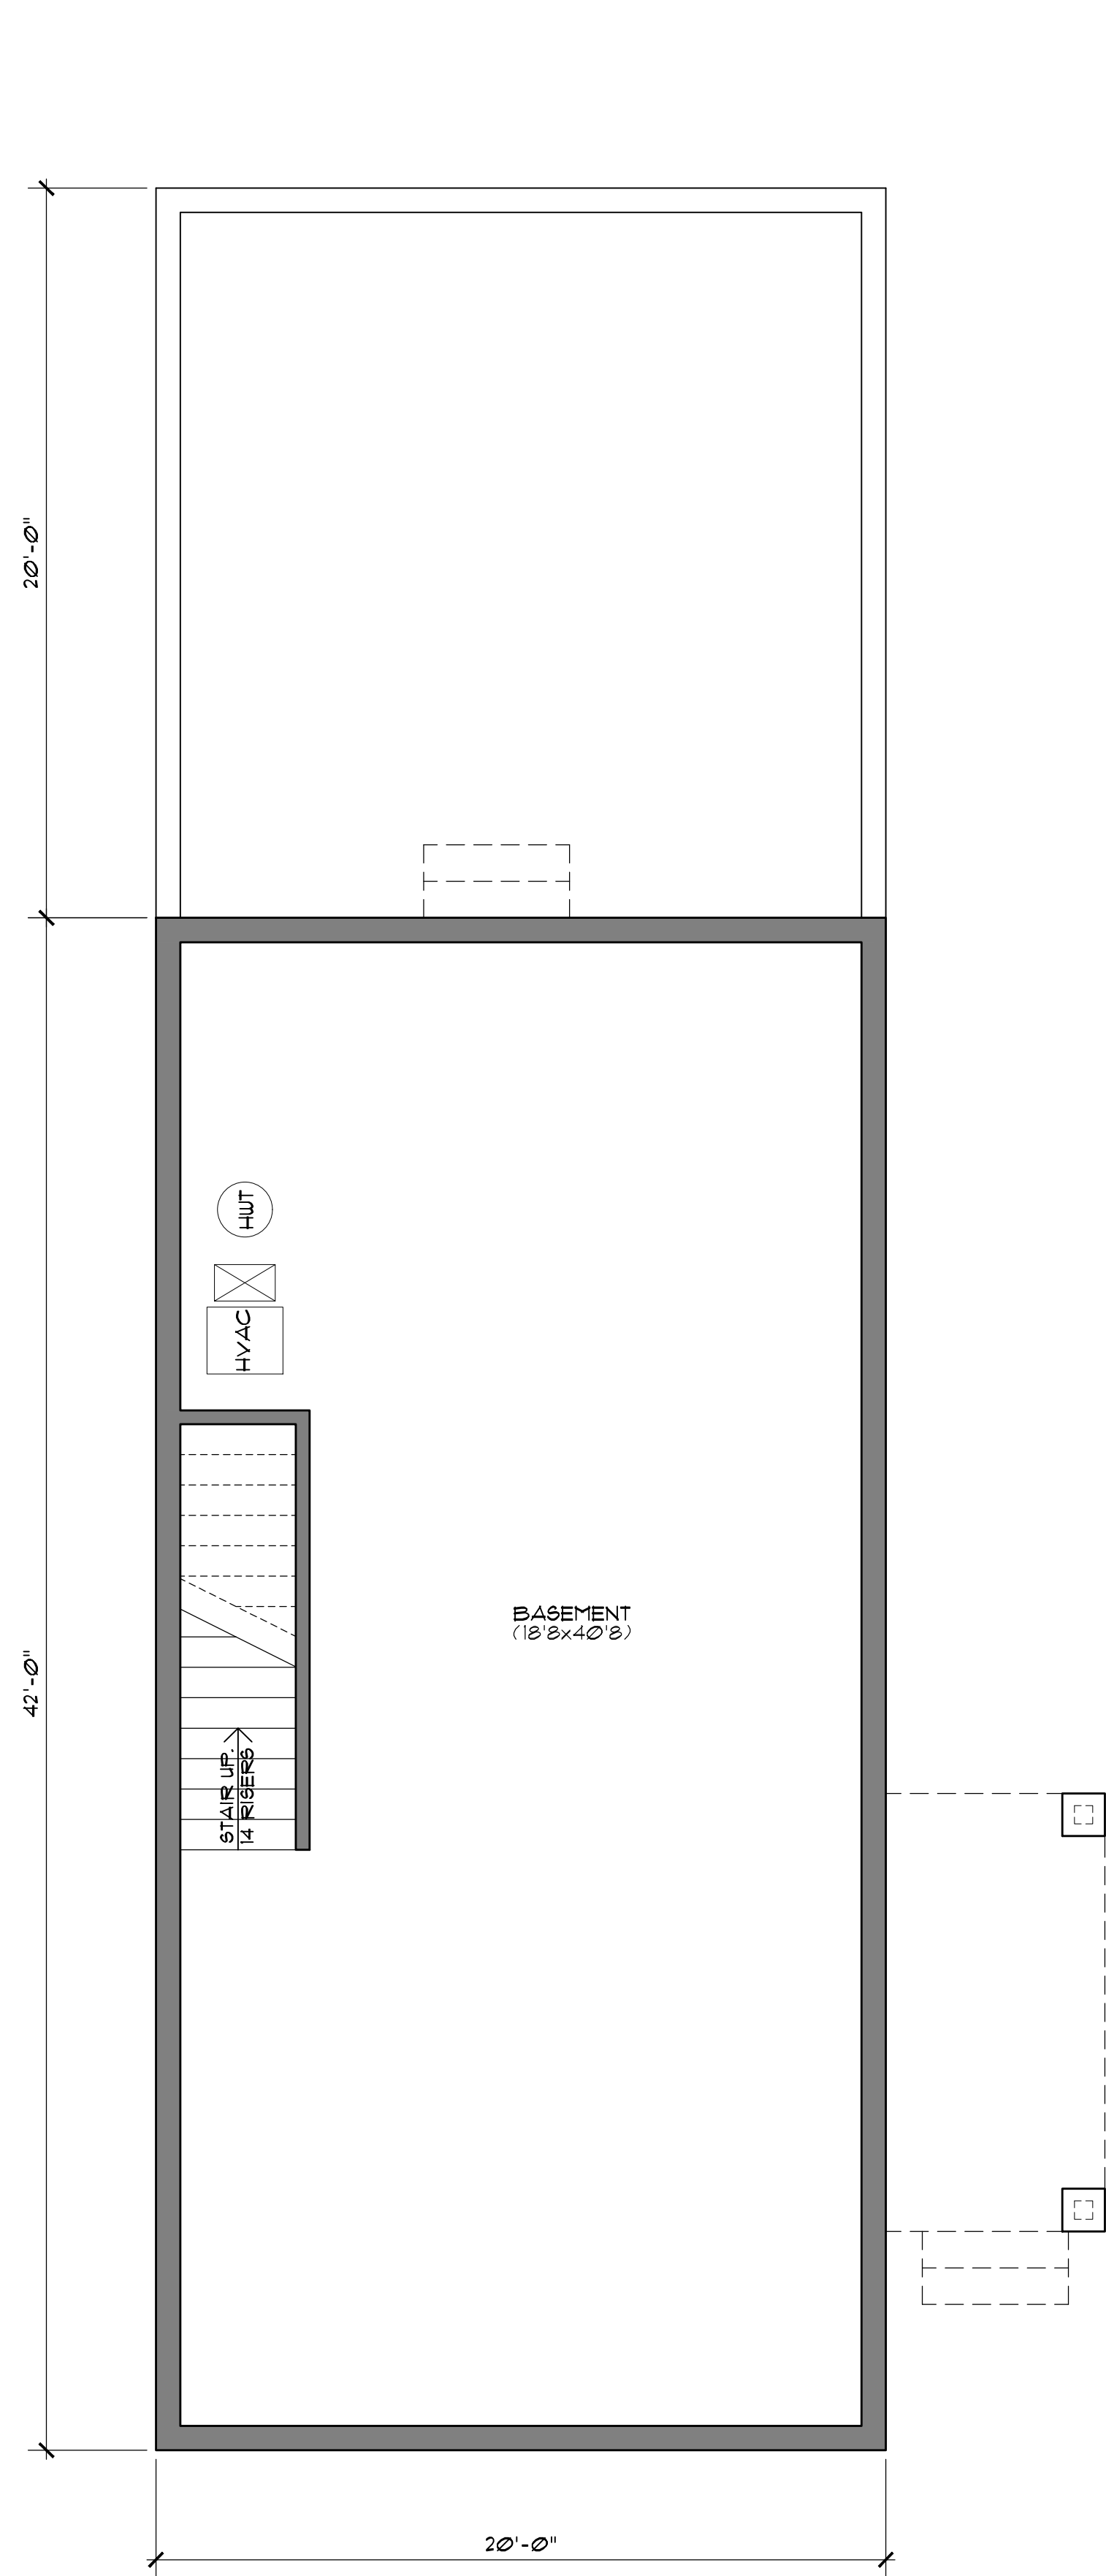 20'-0"
HWT
HVAC
BASEMENT
(18'8x40'8)
42'-0"
STAIR UP.
14 RISERS
20'-0"